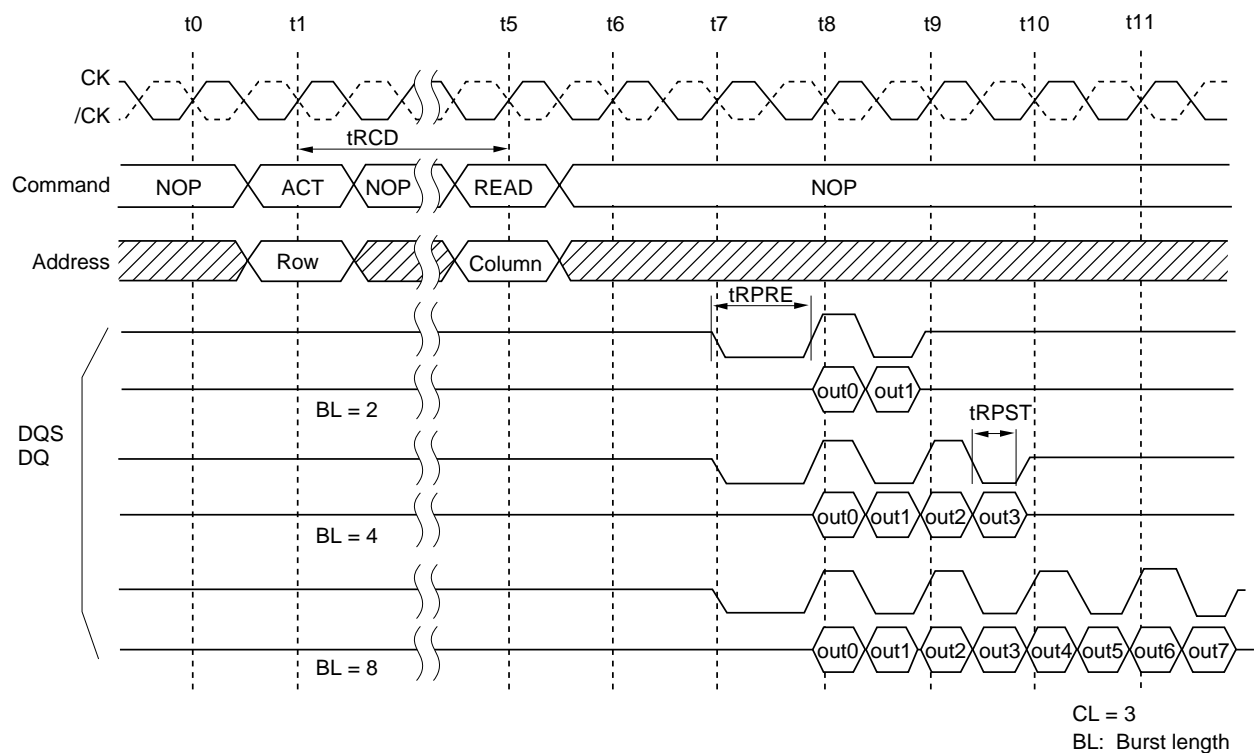 t0 t1 t5 t6 t7 t8 t9 t10 t11
CK
/CK
tRCD
Command NOP ACT NOP READ NOP
Address Row Column
tRPRE
out0 out1
BL = 2
tRPST
DQS
DQ
out0 out1 out2 out3
BL = 4
out0 out1 out2 out3 out4 out5 out6 out7
BL = 8
CL = 3
BL: Burst length